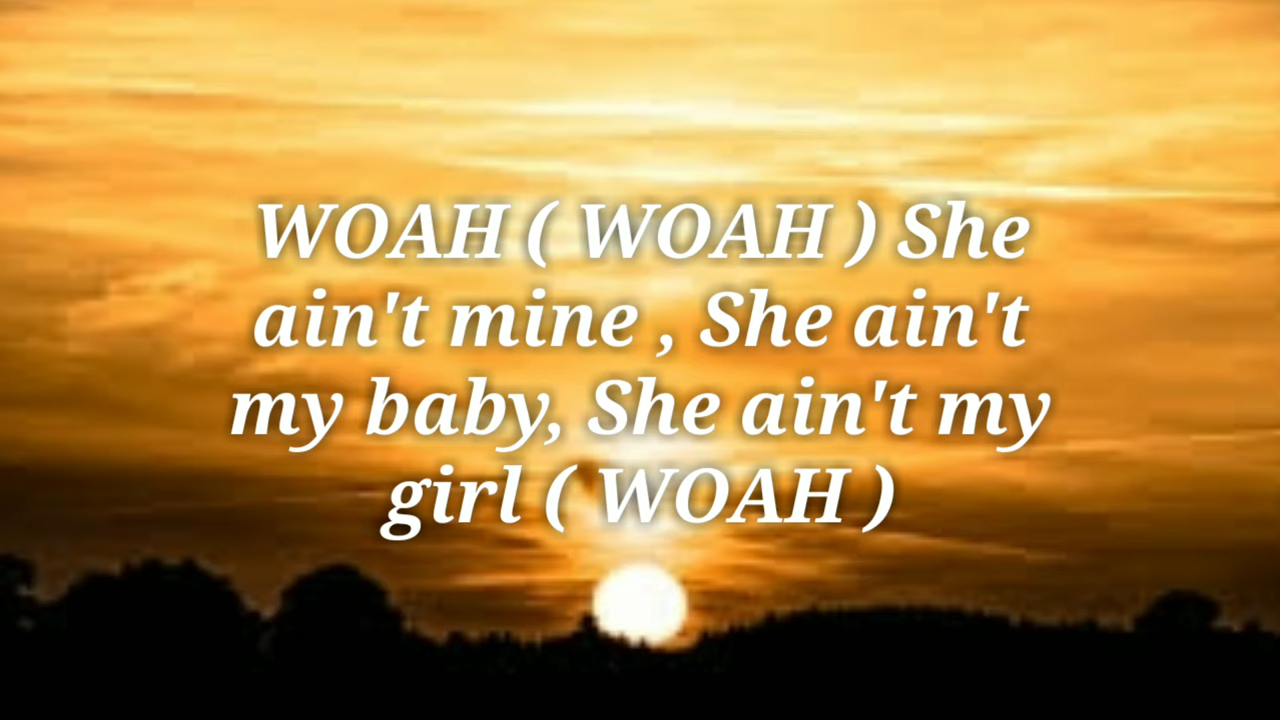 WOAH ( WOAH ) She
ain't mine , She ain't
my baby, She ain't my
girl ( WOAH )